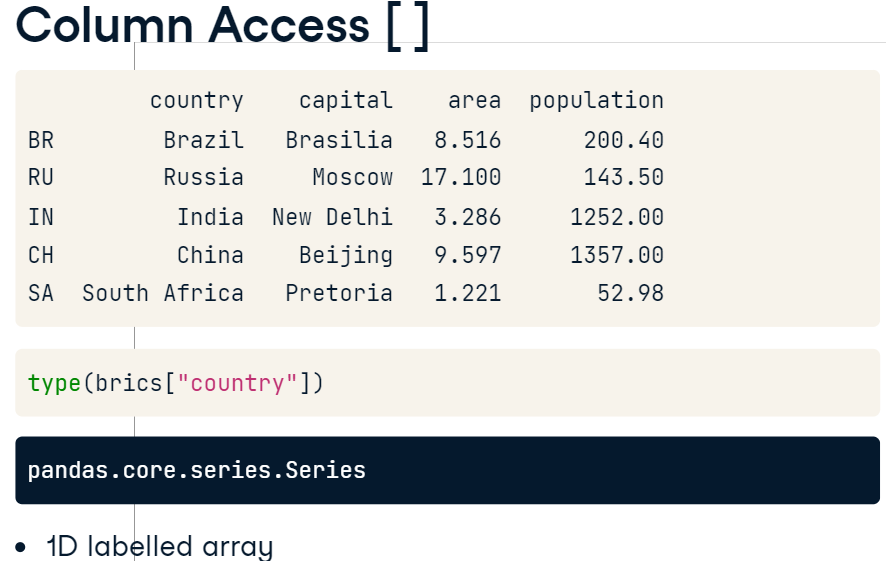 Column Access [ ]
country capital area population
BR Brazil Brasilia 8.516 200.40
RU Russia Moscow 17.100 143.50
IN India New Delhi 3.286 1252.00
CH China Beijing 9.597 1357.00
SA South Africa Pretoria 1.221 52.98
type(brics["country"])
pandas.core.series.Series
• 1D labelled array